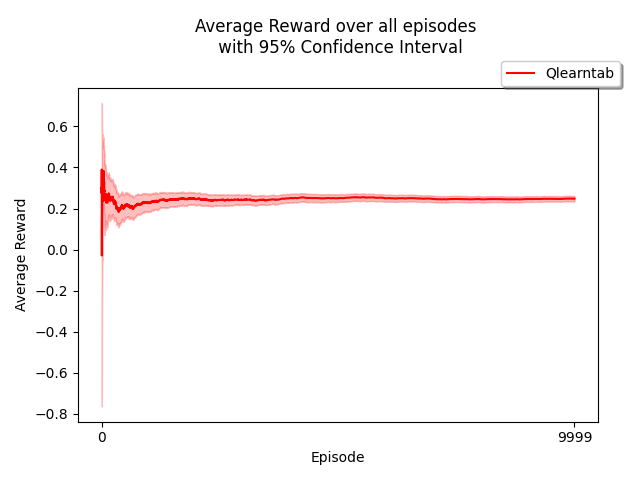 Average Reward over all episodes
with 95% Confidence Interval
Qlearntab
Average Reward
0.6
0.4
0.2
0.0
−0.2
−0.4
−0.6
−0.8
0
9999
Episode